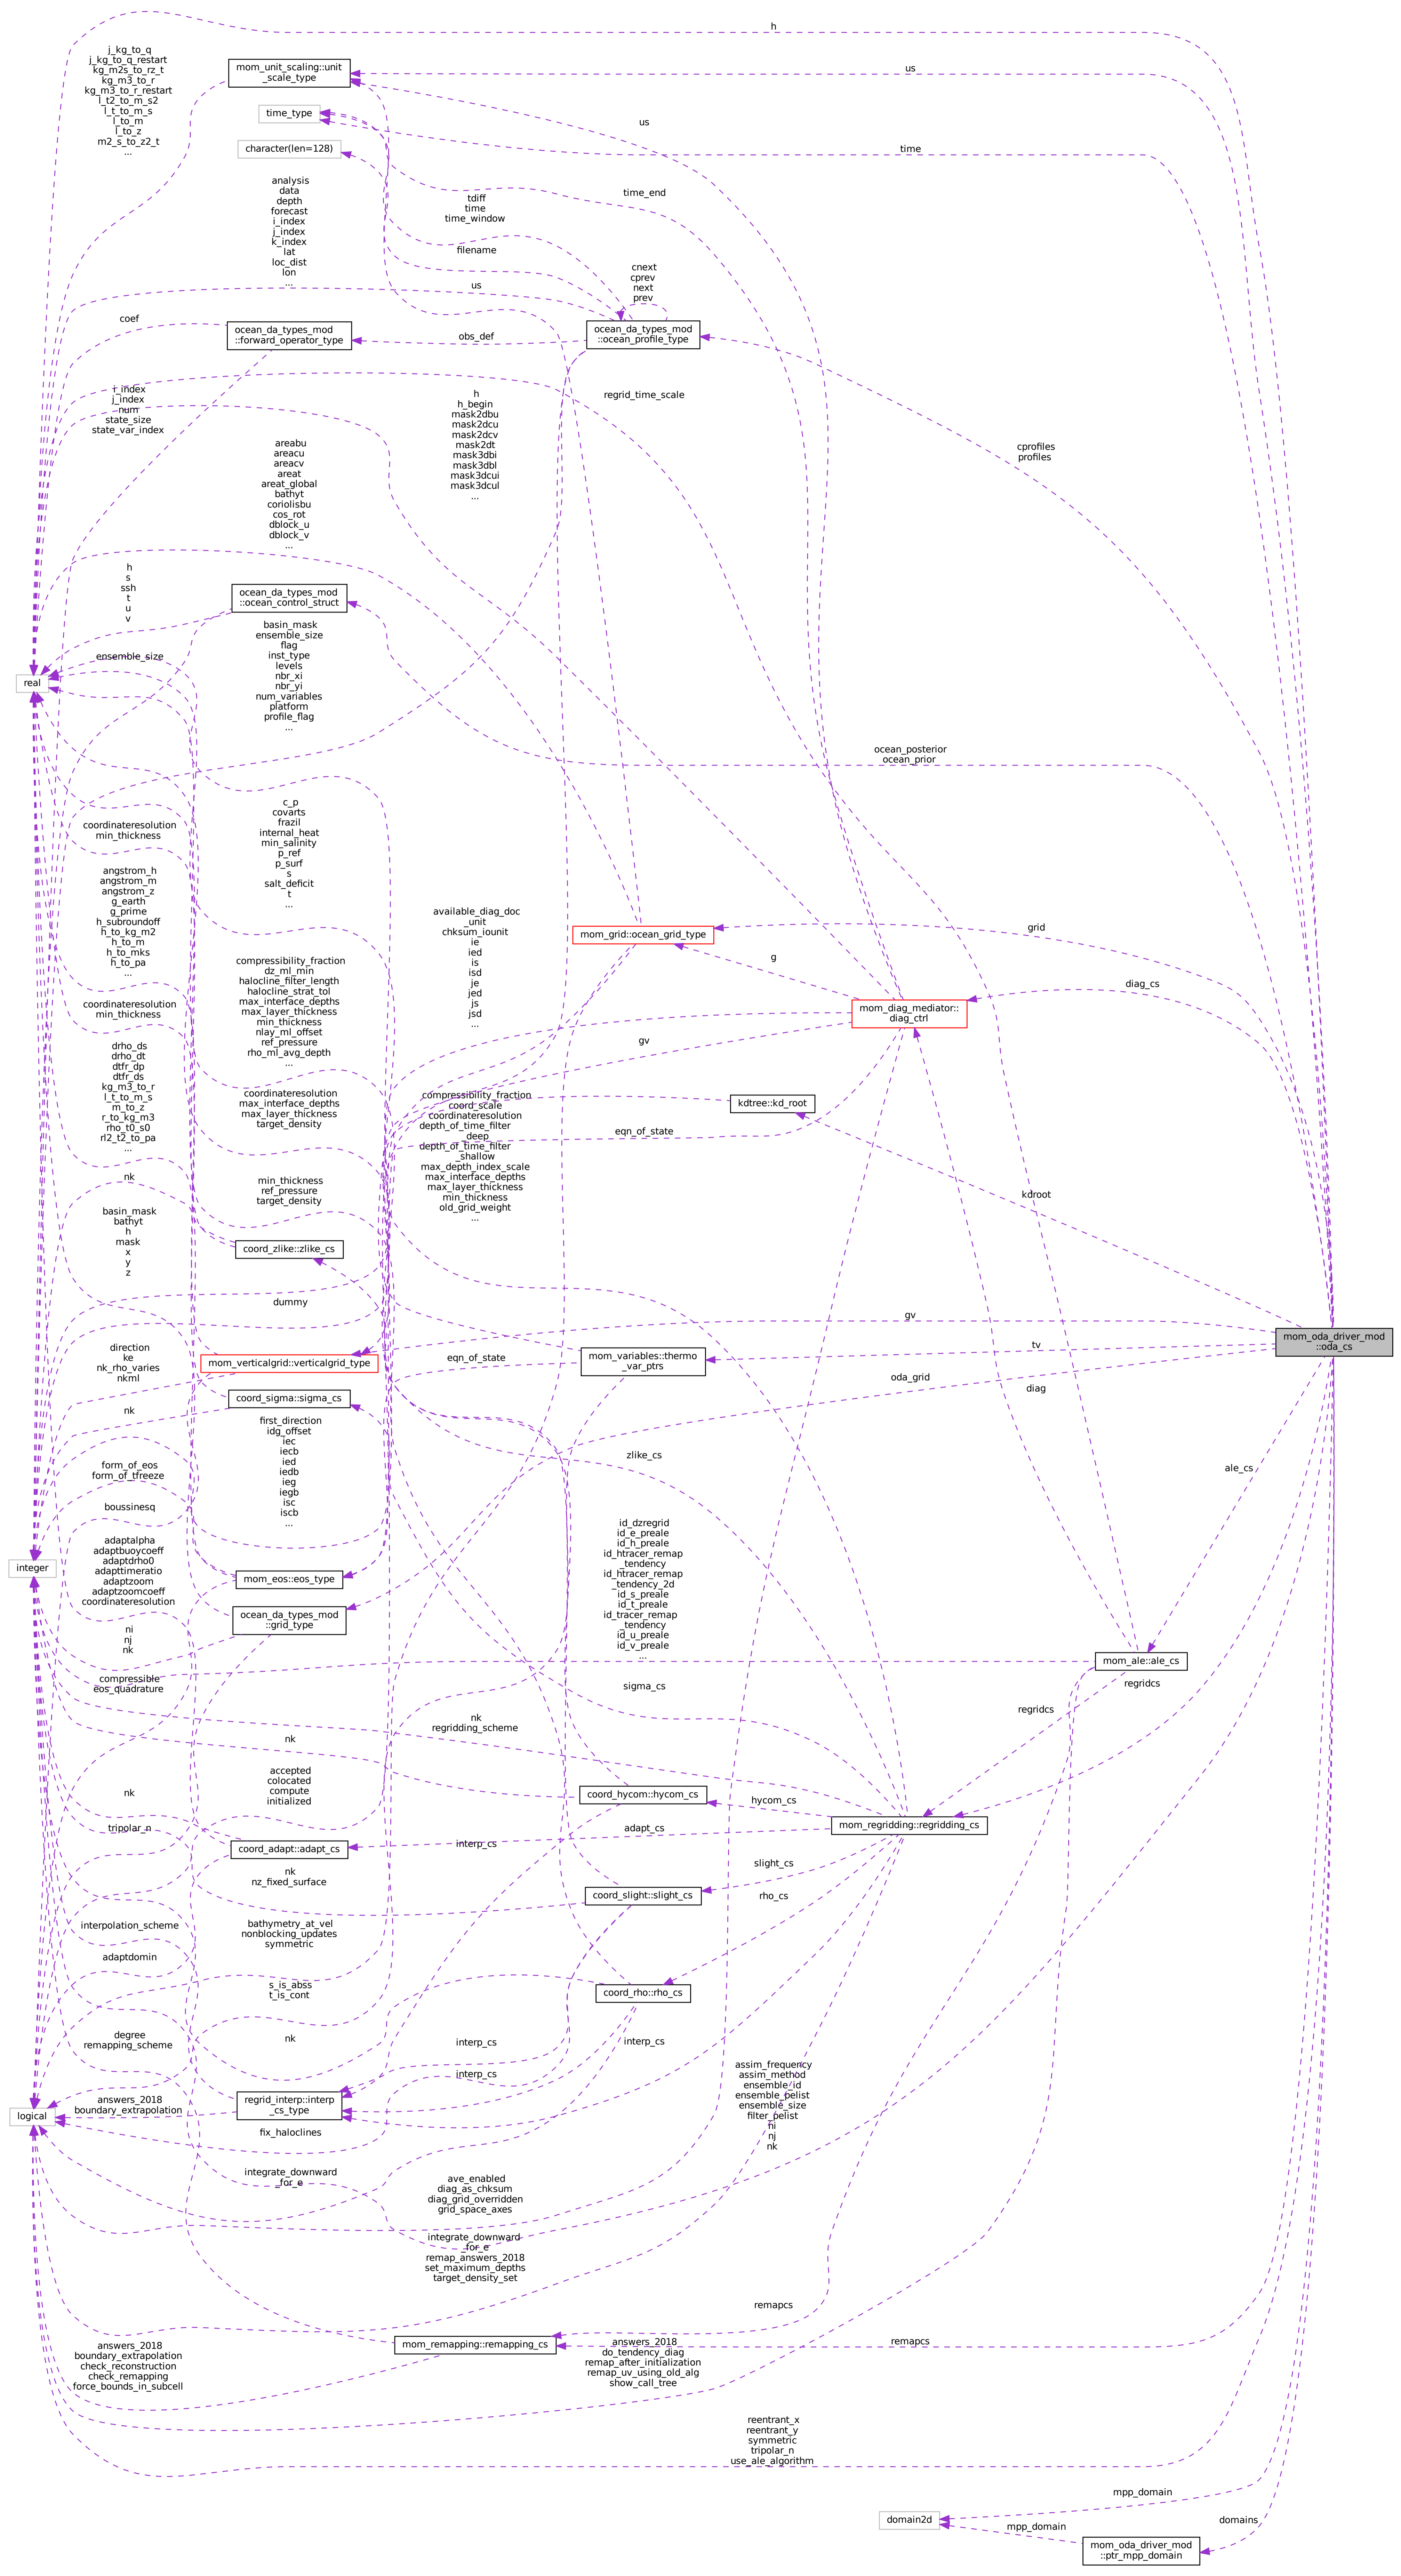 h
j_kg_to_q
j_kg_to_q_restart
kg_m2s_to_rz_t
kg_m3_to_r
kg_m3_to_r_restart
l_t2_to_m_s2
l_t_to_m_s
l_to_m
l_to_z
m2_s_to_z2_t
...
mom_unit_scaling::unit
_scale_type
us
time_type
us
character(len=128)
time
analysis
data
depth
forecast
i_index
j_index
k_index
lat
loc_dist
lon
...
time_end
tdiff
time
time_window
filename
cnext
cprev
next
prev
us
coef
ocean_da_types_mod
::forward_operator_type
obs_def
ocean_da_types_mod
::ocean_profile_type
i_index
j_index
num
state_size
state_var_index
regrid_time_scale
h
h_begin
mask2dbu
mask2dcu
mask2dcv
mask2dt
mask3dbi
mask3dbl
mask3dcui
mask3dcul
...
cprofiles
profiles
areabu
areacu
areacv
areat
areat_global
bathyt
coriolisbu
cos_rot
dblock_u
dblock_v
...
h
s
ssh
t
u
v
ocean_da_types_mod
::ocean_control_struct
basin_mask
ensemble_size
flag
inst_type
levels
nbr_xi
nbr_yi
num_variables
platform
profile_flag
...
ensemble_size
real
ocean_posterior
ocean_prior
coordinateresolution
min_thickness
c_p
covarts
frazil
internal_heat
min_salinity
p_ref
p_surf
s
salt_deficit
t
...
angstrom_h
angstrom_m
angstrom_z
g_earth
g_prime
h_subroundoff
h_to_kg_m2
h_to_m
h_to_mks
h_to_pa
...
available_diag_doc
_unit
chksum_iounit
ie
ied
is
isd
je
jed
js
jsd
...
mom_grid::ocean_grid_type
grid
g
diag_cs
compressibility_fraction
dz_ml_min
halocline_filter_length
halocline_strat_tol
max_interface_depths
max_layer_thickness
min_thickness
nlay_ml_offset
ref_pressure
rho_ml_avg_depth
...
coordinateresolution
min_thickness
mom_diag_mediator::
diag_ctrl
gv
drho_ds
drho_dt
dtfr_dp
dtfr_ds
kg_m3_to_r
l_t_to_m_s
m_to_z
r_to_kg_m3
rho_t0_s0
rl2_t2_to_pa
...
coordinateresolution
max_interface_depths
max_layer_thickness
target_density
compressibility_fraction
coord_scale
coordinateresolution
depth_of_time_filter
_deep
depth_of_time_filter
_shallow
max_depth_index_scale
max_interface_depths
max_layer_thickness
min_thickness
old_grid_weight
...
kdtree::kd_root
eqn_of_state
nk
min_thickness
ref_pressure
target_density
kdroot
basin_mask
bathyt
h
mask
x
y
z
coord_zlike::zlike_cs
dummy
gv
mom_oda_driver_mod
::oda_cs
direction
ke
nk_rho_varies
nkml
mom_verticalgrid::verticalgrid_type
eqn_of_state
mom_variables::thermo
_var_ptrs
tv
oda_grid
diag
nk
coord_sigma::sigma_cs
first_direction
idg_offset
iec
iecb
ied
iedb
ieg
iegb
isc
iscb
...
zlike_cs
ale_cs
form_of_eos
form_of_tfreeze
boussinesq
integer
adaptalpha
adaptbuoycoeff
adaptdrho0
adapttimeratio
adaptzoom
adaptzoomcoeff
coordinateresolution
mom_eos::eos_type
id_dzregrid
id_e_preale
id_h_preale
id_htracer_remap
_tendency
id_htracer_remap
_tendency_2d
id_s_preale
id_t_preale
id_tracer_remap
_tendency
id_u_preale
id_v_preale
...
ocean_da_types_mod
::grid_type
ni
nj
nk
mom_ale::ale_cs
compressible
eos_quadrature
sigma_cs
regridcs
regridcs
nk
regridding_scheme
nk
accepted
colocated
compute
initialized
nk
coord_hycom::hycom_cs
hycom_cs
mom_regridding::regridding_cs
tripolar_n
adapt_cs
coord_adapt::adapt_cs
interp_cs
slight_cs
nk
nz_fixed_surface
coord_slight::slight_cs
rho_cs
interpolation_scheme
bathymetry_at_vel
nonblocking_updates
symmetric
adaptdomin
s_is_abss
t_is_cont
coord_rho::rho_cs
degree
remapping_scheme
nk
interp_cs
interp_cs
interp_cs
assim_frequency
assim_method
ensemble_id
ensemble_pelist
ensemble_size
filter_pelist
ni
nj
nk
answers_2018
boundary_extrapolation
regrid_interp::interp
_cs_type
logical
fix_haloclines
integrate_downward
_for_e
ave_enabled
diag_as_chksum
diag_grid_overridden
grid_space_axes
integrate_downward
_for_e
remap_answers_2018
set_maximum_depths
target_density_set
remapcs
answers_2018
boundary_extrapolation
check_reconstruction
check_remapping
force_bounds_in_subcell
mom_remapping::remapping_cs
answers_2018
do_tendency_diag
remap_after_initialization
remap_uv_using_old_alg
show_call_tree
remapcs
reentrant_x
reentrant_y
symmetric
tripolar_n
use_ale_algorithm
mpp_domain
domain2d
mpp_domain
domains
mom_oda_driver_mod
::ptr_mpp_domain